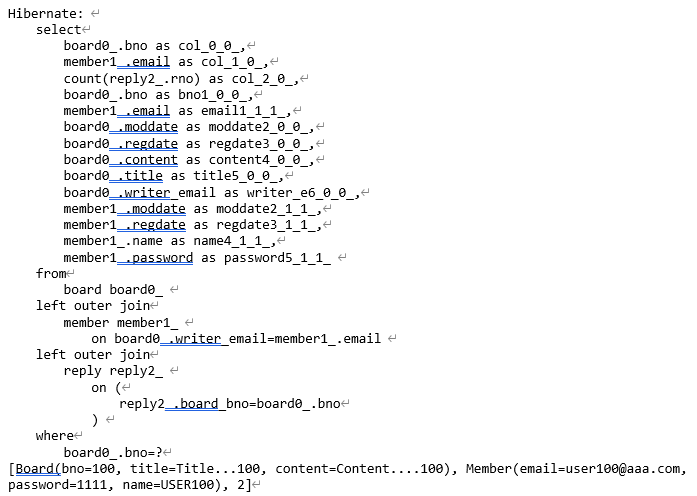 Hibernate:
select
board0_.bno as col_0_0_,
member1_.email as col_1_0_,
count(reply2_.rno) as col_2_0_,
board0_.bno as bno1_0_0_,
member1_.email as email1_1_1_,
board0_.moddate as moddate2_0_0_,
board0_.regdate as regdate3_0_0_,
board0_.content as content4_0_0_,
board0_.title as title5_0_0_,
board0_.writer_email as writer_e6_0_0_,
member1_.moddate as moddate2_1_1_,
member1_.regdate as regdate3_1_1_,
member1_.name as name4_1_1_,
member1_.password as password5_1_1_
from
board board0_
left outer join
member member1_
on board0_.writer_email=member1_.email
left outer join
reply reply2_
on (
reply2_.board_bno=board0_.bno
)
where
board0_.bno=?
[Board(bno=100, title=Title...100, content=Content....100), Member(email=user100@aaa.com,
password=1111, name=USER100), 2]